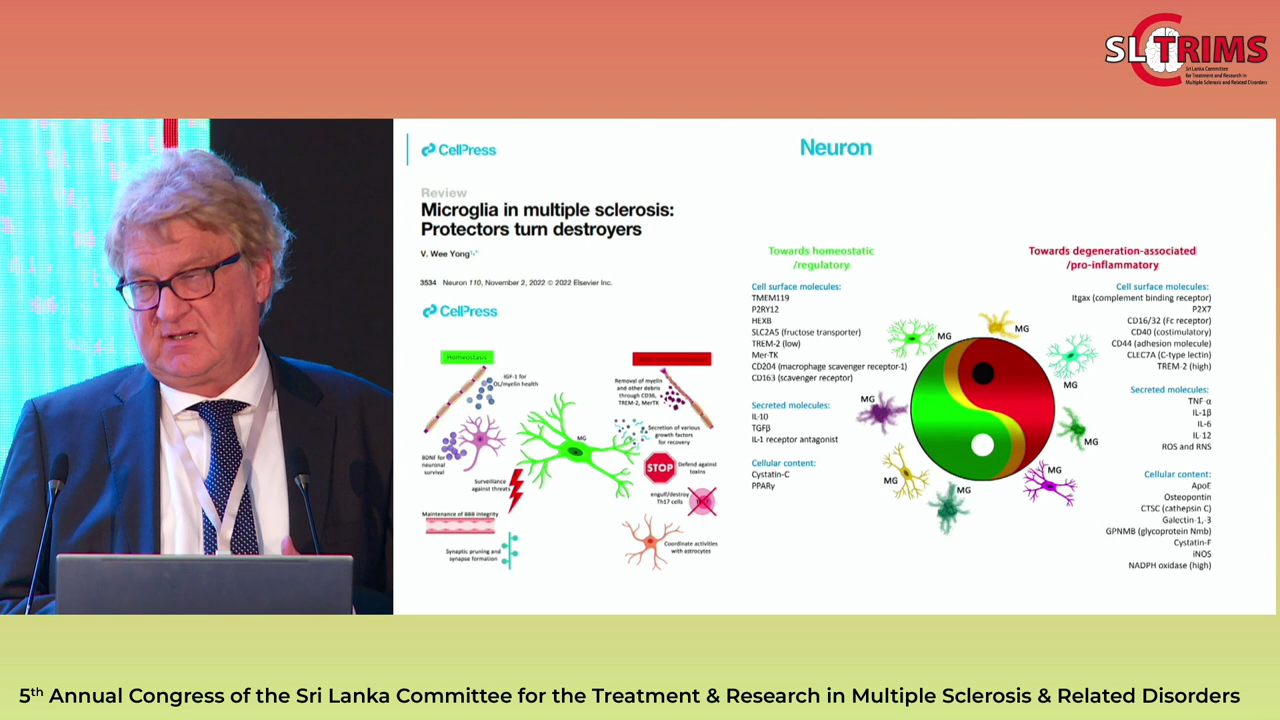 SLCTRIMS
Sri Lanka Committee
for Treatment and Research in
Multiple Sclerosis and Related Disorders
CellPress
Neuron
Review
Microglia in multiple sclerosis:
Protectors turn destroyers
V. Wee Yong
3534 Neuron 110, November 2, 2022 © 2022 Elsevier Inc.
CellPress
Homeostasis
IGF-1 for
OL/myelin health
BDNF for
neuronal
survival
Surveillance
against threats
Maintenance of BBB integrity
Synaptic pruning and
synapse formation
MG
Removal of myelin
and other debris
through CD36,
TREM-2, MerTK
Secretion of various
growth factors
for recovery
STOP
Defend against
toxins
engulf/destroy
Th17 cells
Coordinate activities
with astrocytes
Towards homeostatic
/regulatory
Cell surface molecules:
TMEM119
P2RY12
HEXB
SLC2A5 (fructose transporter)
TREM-2 (low)
Mer-TK
CD204 (macrophage scavenger receptor-1)
CD163 (scavenger receptor)
Secreted molecules:
IL-10
TGFβ
IL-1 receptor antagonist
Cellular content:
Cystatin-C
PPARγ
MG
MG
MG
MG
MG
MG
MG
MG
Towards degeneration-associated
/pro-inflammatory
Cell surface molecules:
Itgax (complement binding receptor)
P2X7
CD16/32 (Fc receptor)
CD40 (costimulatory)
CD44 (adhesion molecule)
CLEC7A (C-type lectin)
TREM-2 (high)
Secreted molecules:
TNF-α
IL-1β
IL-6
IL-12
ROS and RNS
Cellular content:
ApoE
Osteopontin
CTSC (cathepsin C)
Galectin-1, -3
GPNMB (glycoprotein Nmb)
Cystatin-F
iNOS
NADPH oxidase (high)
5th Annual Congress of the Sri Lanka Committee for the Treatment & Research in Multiple Sclerosis & Related Disorders